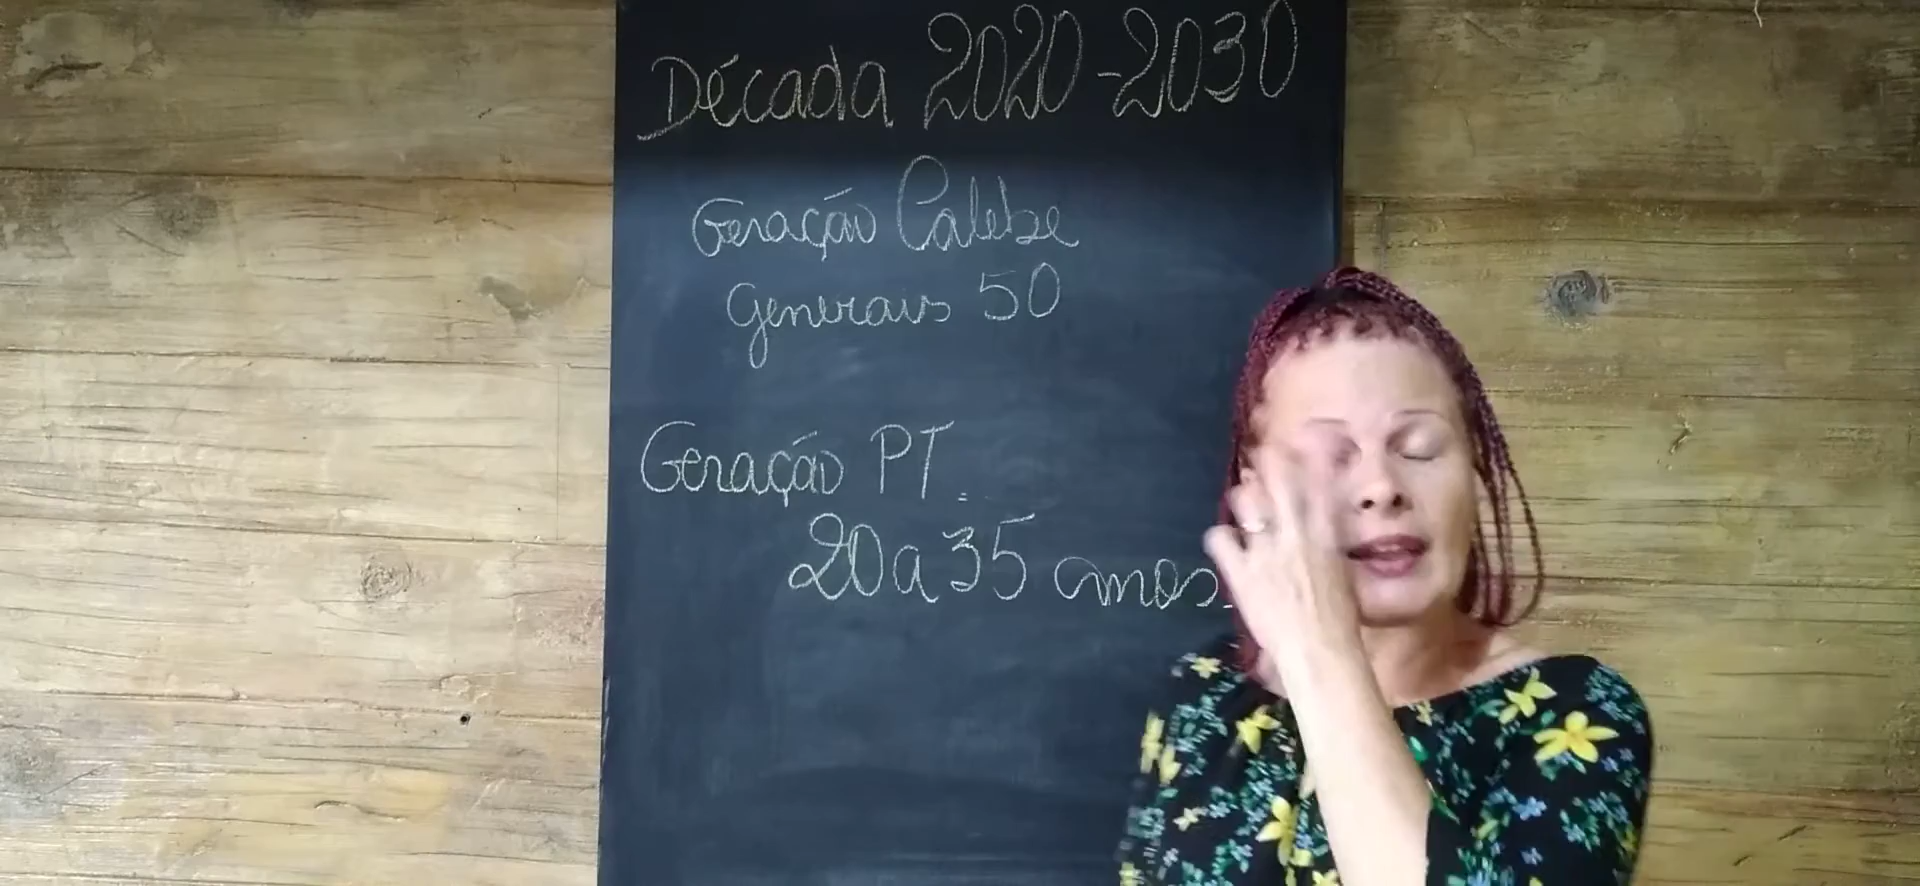 Década 2020-2030
Geração Calebe
generais 50
Geração PT.
20 a 35 anos.